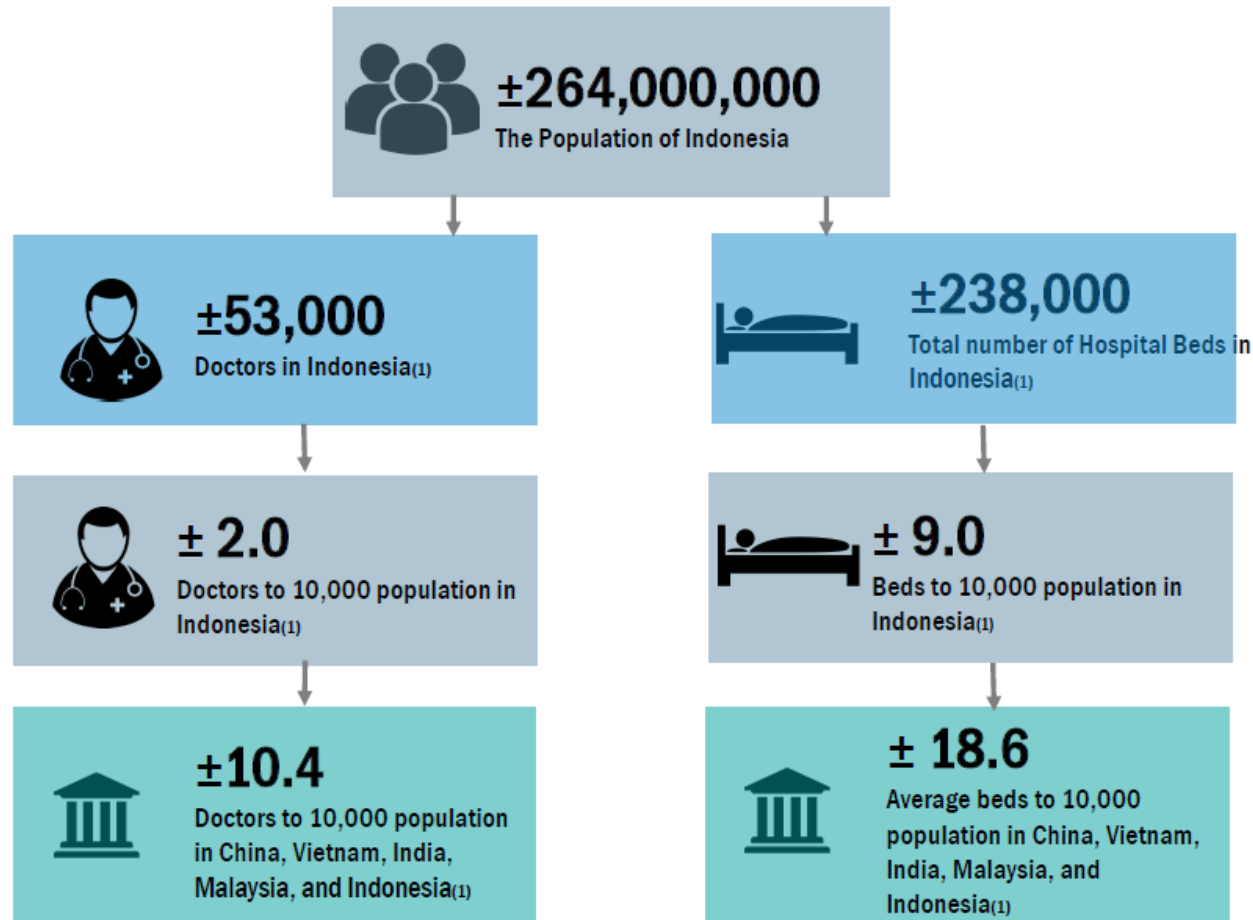 ±264,000,000
The Population of Indonesia
±53,000
Doctors in Indonesia(1)
±238,000
Total number of Hospital Beds in
Indonesia(1)
± 2.0
Doctors to 10,000 population in
Indonesia(1)
± 9.0
Beds to 10,000 population in
Indonesia(1)
±10.4
Doctors to 10,000 population
in China, Vietnam, India,
Malaysia, and Indonesia(1)
± 18.6
Average beds to 10,000
population in China, Vietnam,
India, Malaysia, and
Indonesia(1)